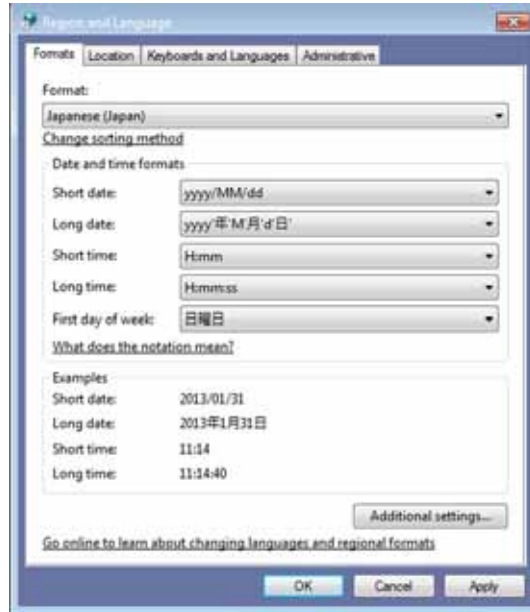 Region and Language
Formats Location Keyboards and Languages Administrative
Format:
Japanese (Japan)
Change sorting method
Date and time formats
Short date: yyyy/MM/dd
Long date: yyyy'年'M'月'd'日'
Short time: H:mm
Long time: H:mm:ss
First day of week: 日曜日
What does the notation mean?
Examples
Short date: 2013/01/31
Long date: 2013年1月31日
Short time: 11:14
Long time: 11:14:40
Additional settings...
Go online to learn about changing languages and regional formats
OK Cancel Apply